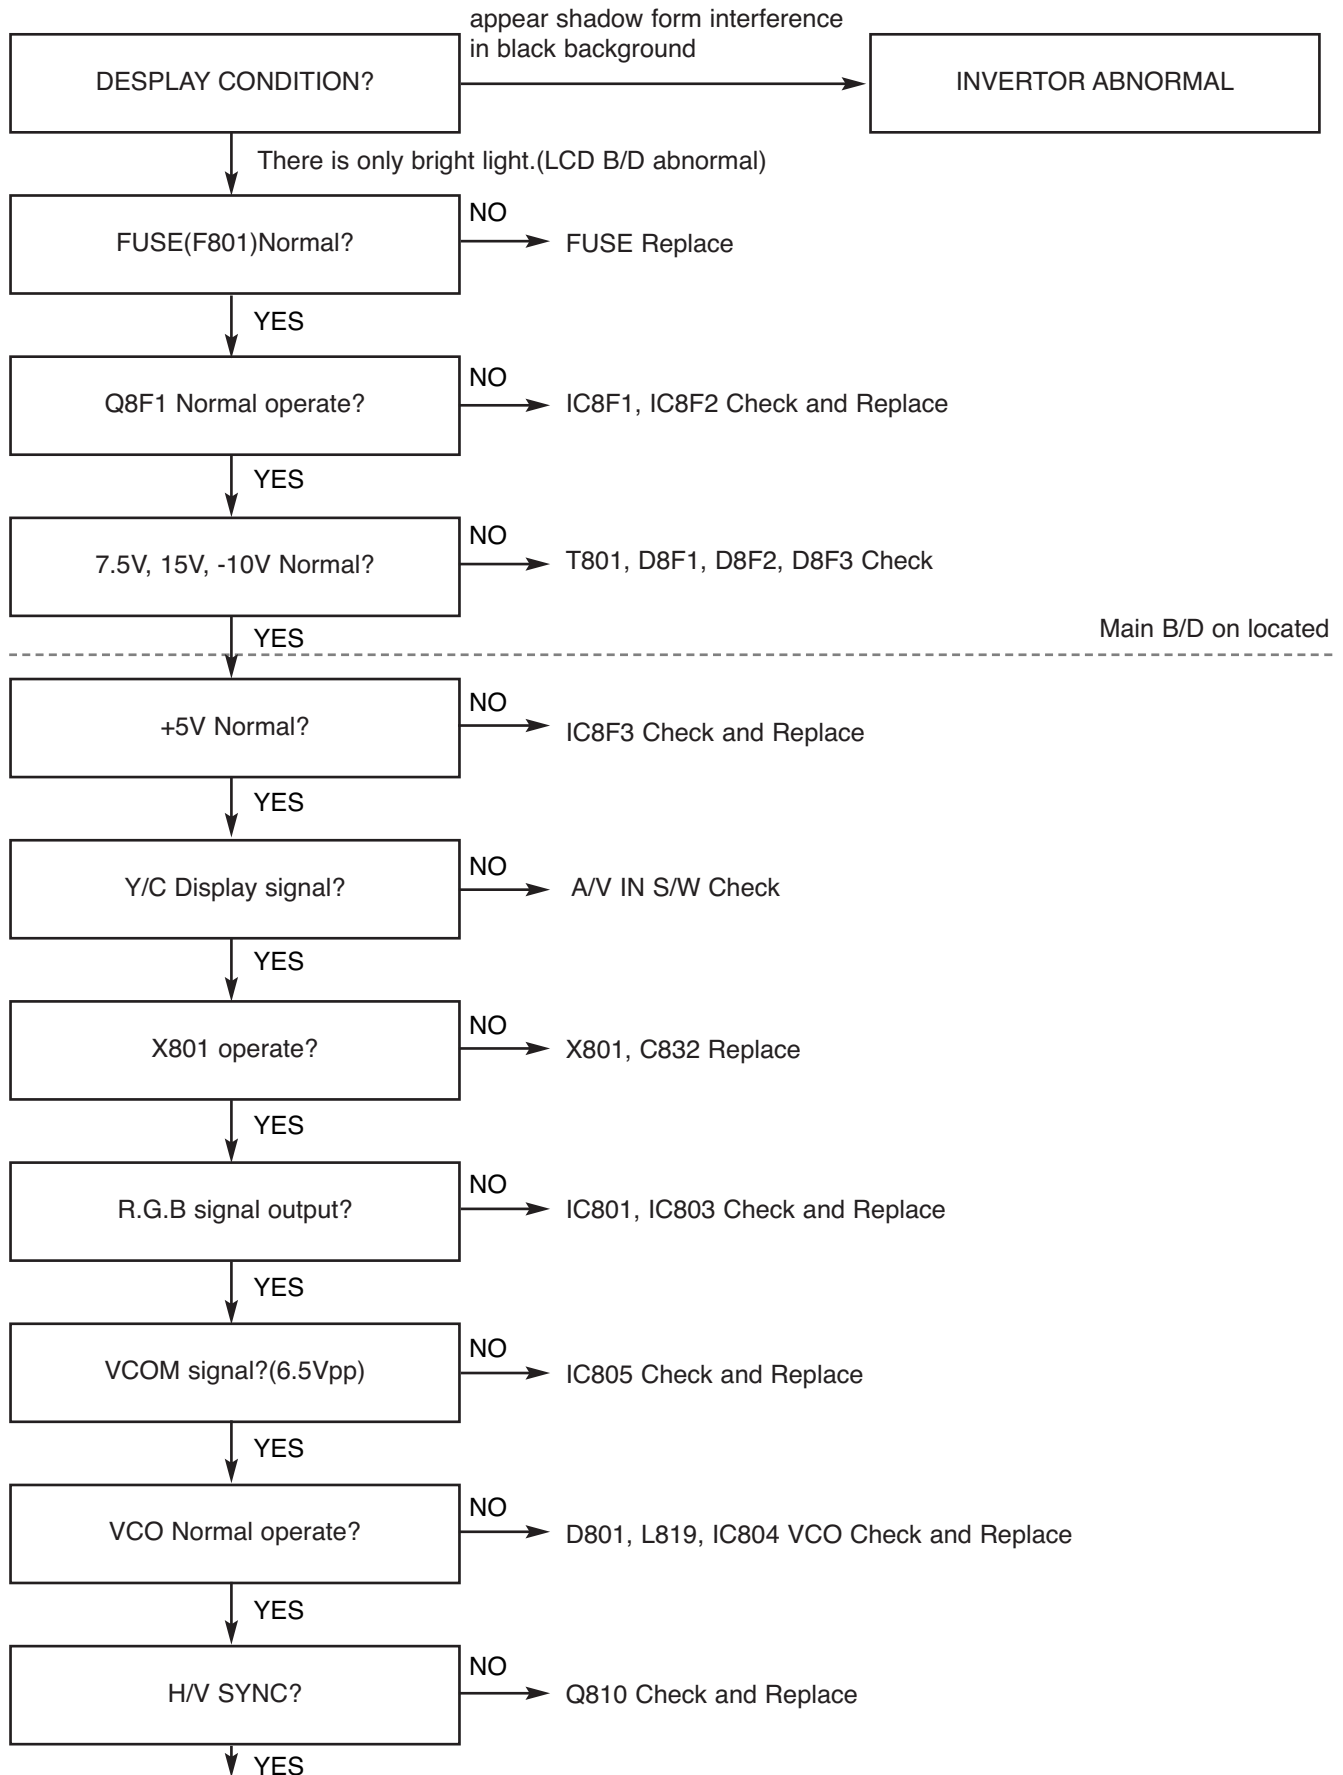 appear shadow form interference
in black background
DESPLAY CONDITION?
INVERTOR ABNORMAL
There is only bright light.(LCD B/D abnormal)
FUSE(F801)Normal?
NO
FUSE Replace
YES
Q8F1 Normal operate?
NO
IC8F1, IC8F2 Check and Replace
YES
7.5V, 15V, -10V Normal?
NO
T801, D8F1, D8F2, D8F3 Check
YES
Main B/D on located
+5V Normal?
NO
IC8F3 Check and Replace
YES
Y/C Display signal?
NO
A/V IN S/W Check
YES
X801 operate?
NO
X801, C832 Replace
YES
R.G.B signal output?
NO
IC801, IC803 Check and Replace
YES
VCOM signal?(6.5Vpp)
NO
IC805 Check and Replace
YES
VCO Normal operate?
NO
D801, L819, IC804 VCO Check and Replace
YES
H/V SYNC?
NO
Q810 Check and Replace
YES